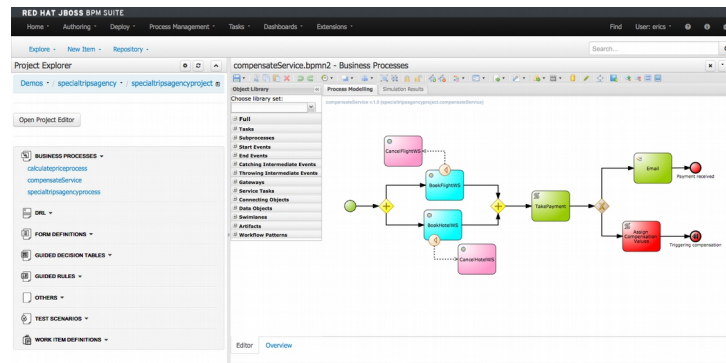 RED HAT JBOSS BPM SUITE
Home Authoring Deploy Process Management Tasks Dashboards Extensions Find User: erics
Explore New Item Repository Search...
Project Explorer
Demos / specialtripsagency / specialtripsagencyproject
Open Project Editor
BUSINESS PROCESSES
calculatepriceprocess
compensateService
specialtripsagencyprocess
DRL
FORM DEFINITIONS
GUIDED DECISION TABLES
GUIDED RULES
OTHERS
TEST SCENARIOS
WORK ITEM DEFINITIONS
compensateService.bpmn2 - Business Processes
Object Library
Choose library set:
Full
Tasks
Subprocesses
Start Events
End Events
Catching Intermediate Events
Throwing Intermediate Events
Gateways
Service Tasks
Connecting Objects
Data Objects
Swimlanes
Artifacts
Workflow Patterns
Process Modelling Simulation Results
compensateService v.1.0 (specialtripsagencyproject.compensateService)
CancelFlightWS
BookFlightWS
BookHotelWS
CancelHotelWS
TakePayment
Email
Payment received
Assign
Compensation
Values
Triggering compensation
Editor Overview